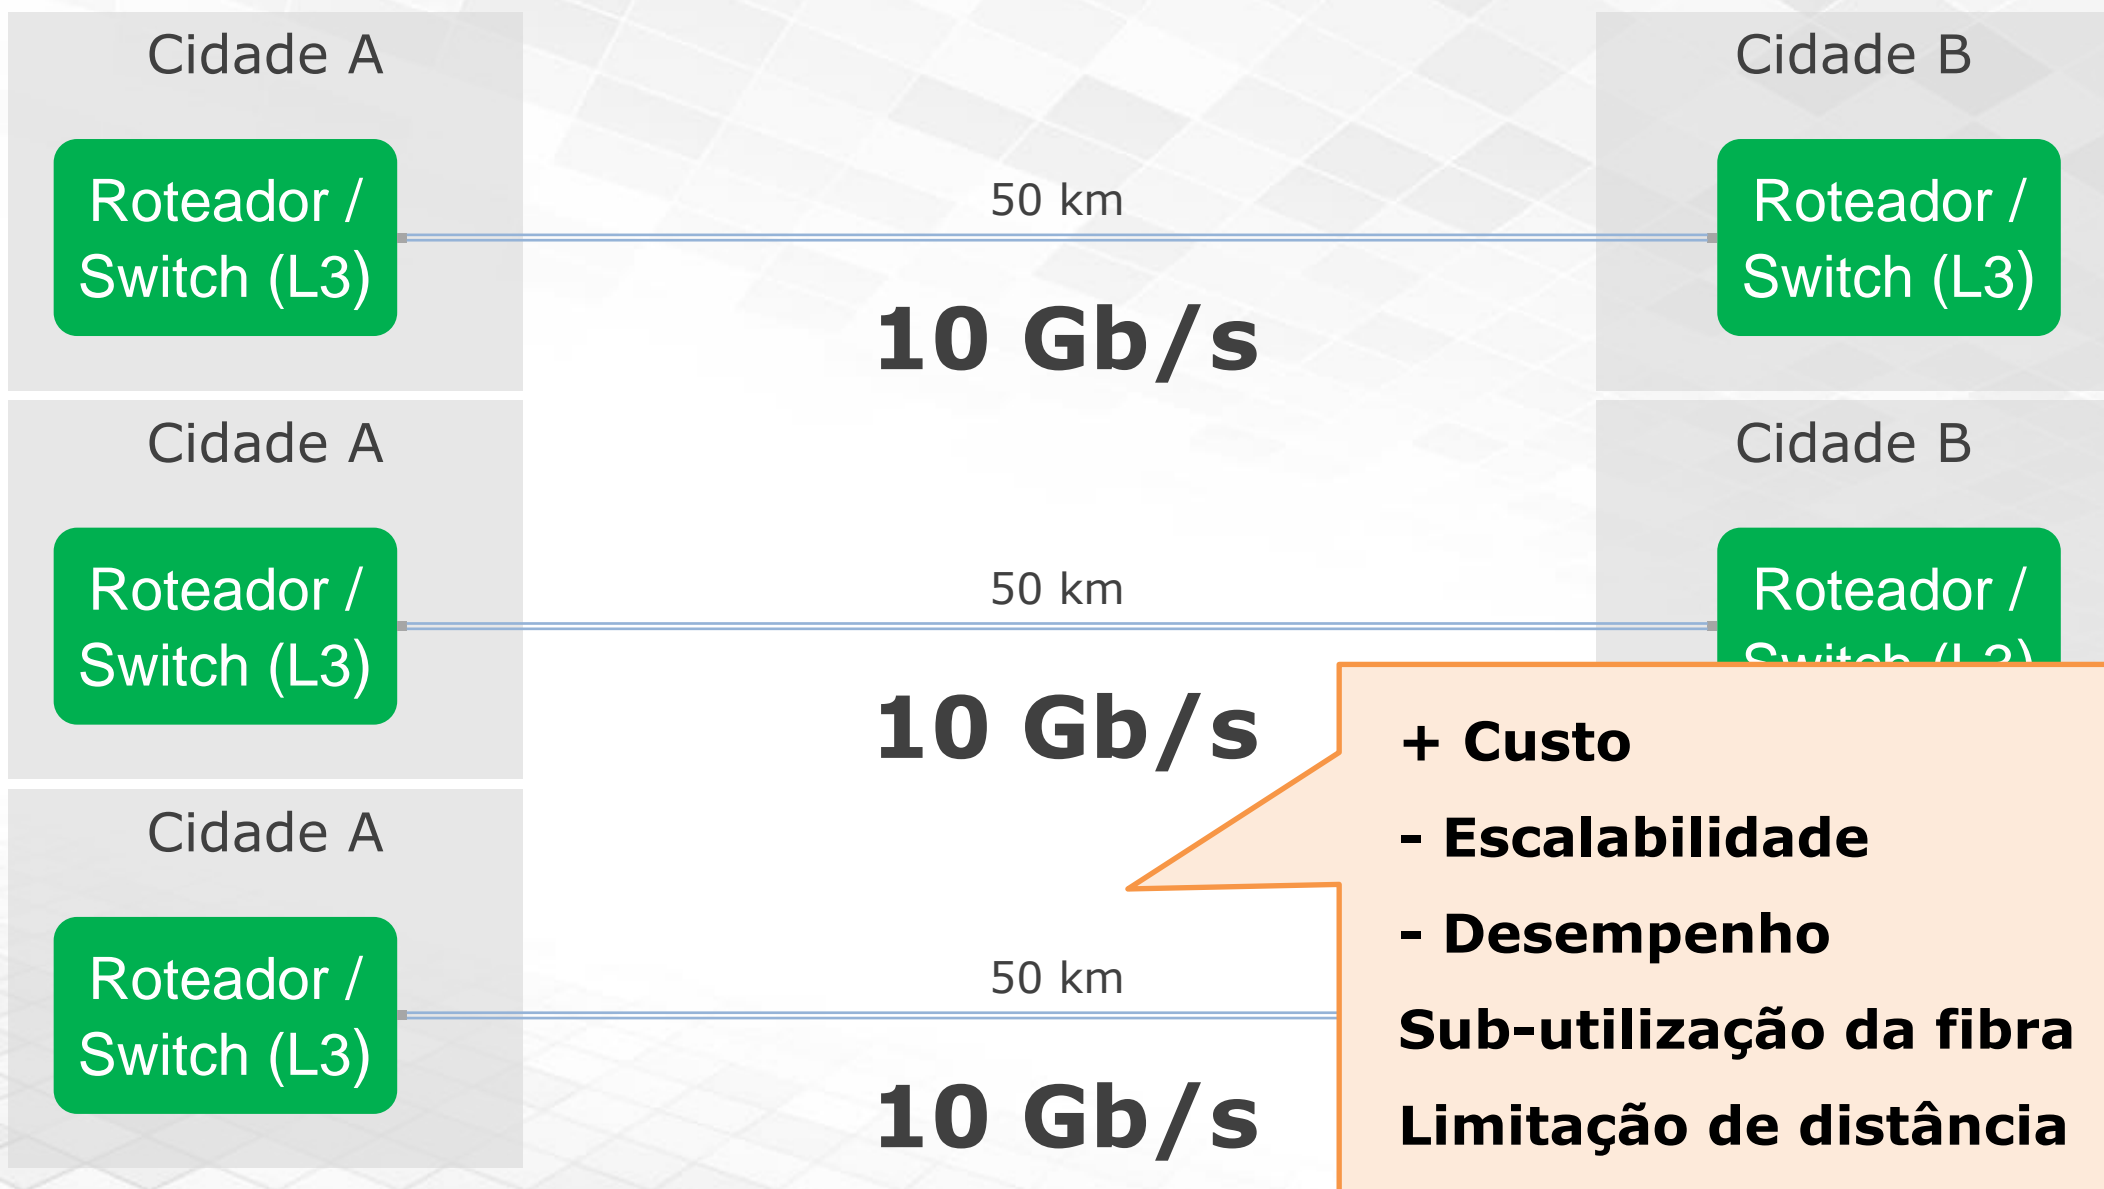 Cidade A
Cidade B
Roteador /
Switch (L3)
50 km
10 Gb/s
Roteador /
Switch (L3)
Cidade A
Cidade B
Roteador /
Switch (L3)
50 km
10 Gb/s
Roteador /
Switch (L3)
Cidade A
Roteador /
Switch (L3)
50 km
10 Gb/s
+ Custo
- Escalabilidade
- Desempenho
Sub-utilização da fibra
Limitação de distância